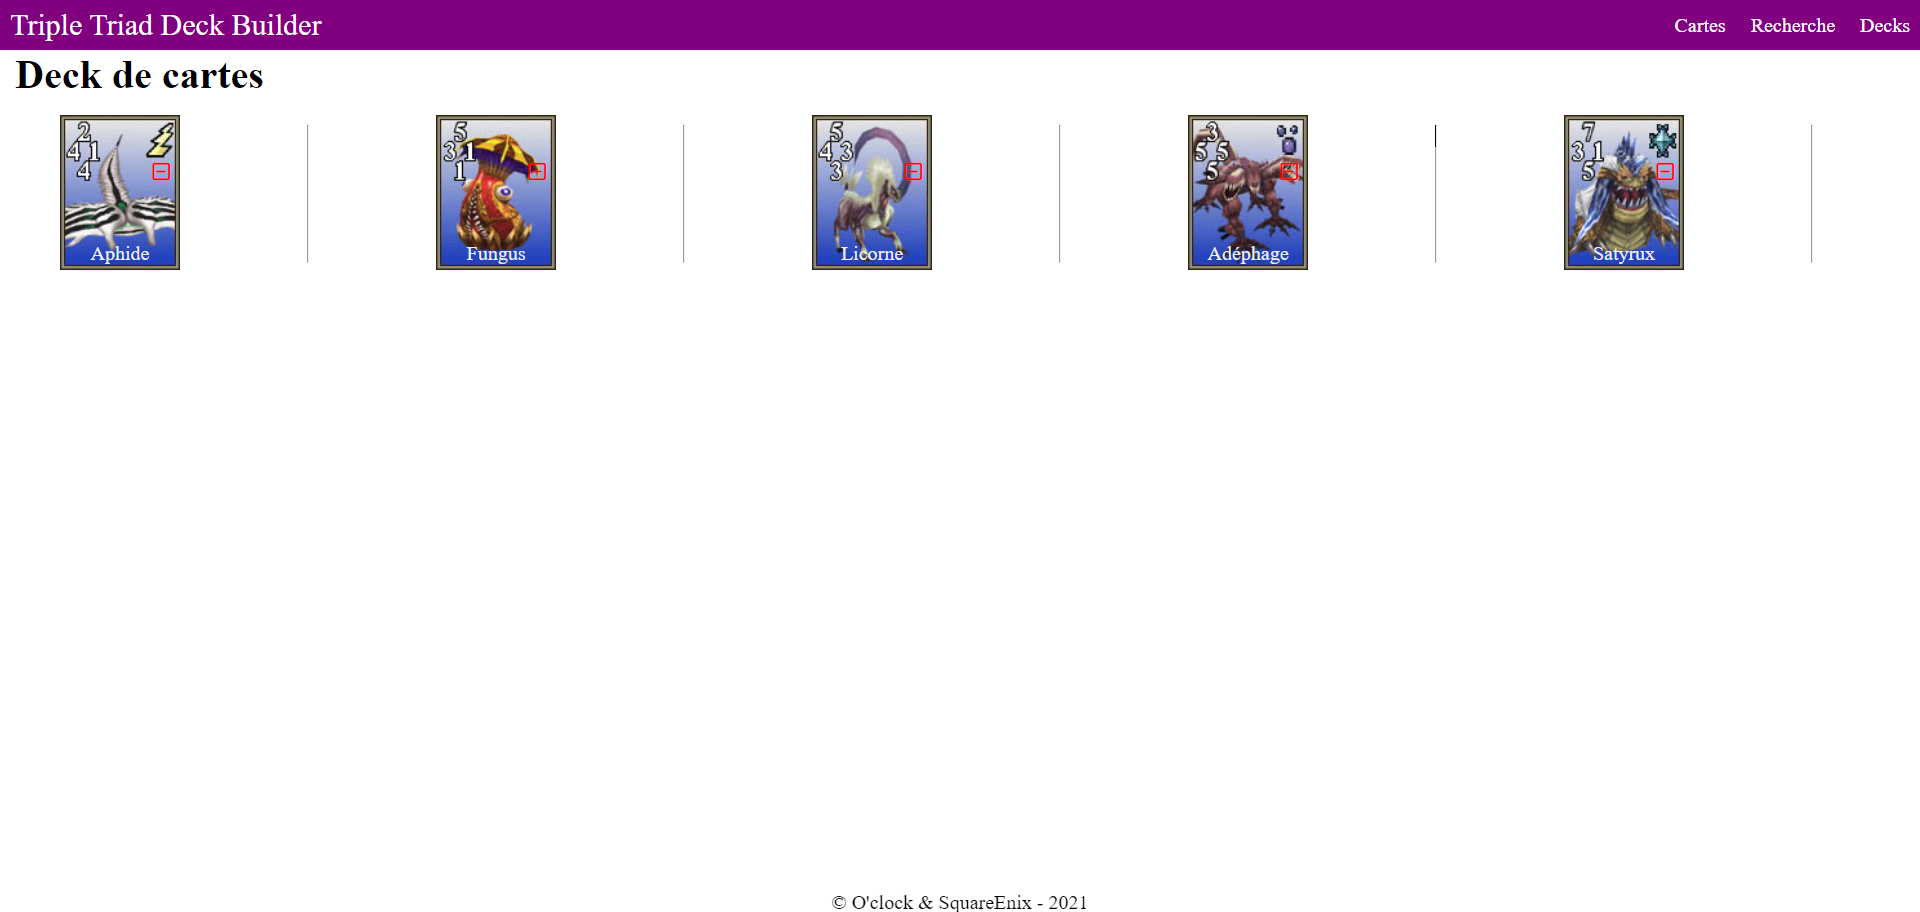 Triple Triad Deck Builder
Cartes Recherche Decks
Deck de cartes
2
4 1
4
Aphide
5
3 1
1
Fungus
5
4 3
3
Licorne
3
5 5
5
Adéphage
7
3 1
5
Satyrux
© O'clock & SquareEnix - 2021